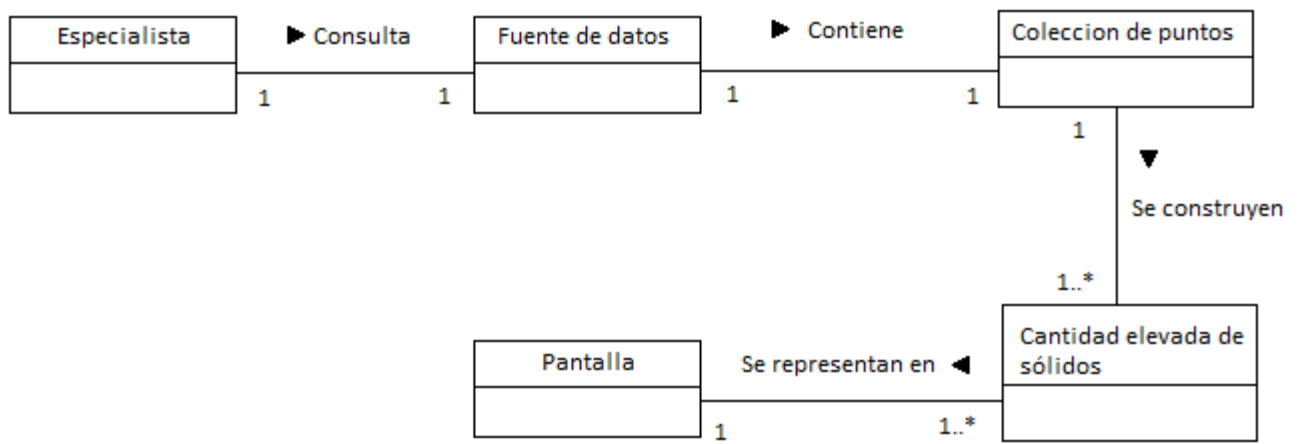 Especialista
Consulta
Fuente de datos
Contiene
Coleccion de puntos
1
1
1
1
1
Se construyen
1..*
Cantidad elevada de
sólidos
Se representan en
Pantalla
1
1..*